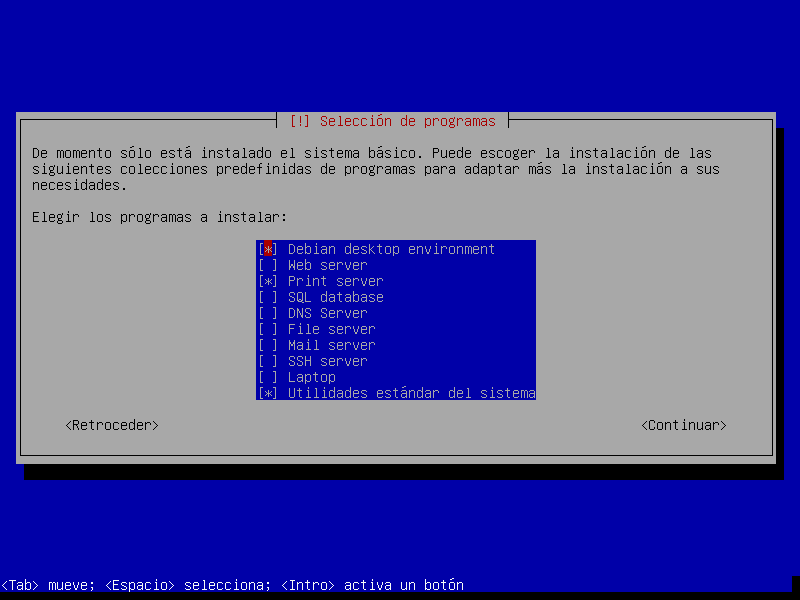 [!] Selección de programas
De momento sólo está instalado el sistema básico. Puede escoger la instalación de las
siguientes colecciones predefinidas de programas para adaptar más la instalación a sus
necesidades.
Elegir los programas a instalar:
[*] Debian desktop environment
[ ] Web server
[*] Print server
[ ] SQL database
[ ] DNS Server
[ ] File server
[ ] Mail server
[ ] SSH server
[ ] Laptop
[*] Utilidades estándar del sistema
<Retroceder> <Continuar>
<Tab> mueve; <Espacio> selecciona; <Intro> activa un botón